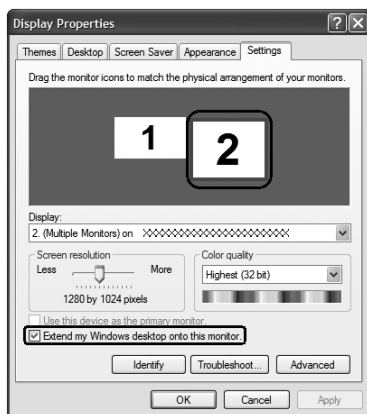 Display Properties
Themes Desktop Screen Saver Appearance Settings
Drag the monitor icons to match the physical arrangement of your monitors.
1 2
Display:
2. (Multiple Monitors) on XXXXXXXXXXXXXXXXXXXXXXXX
Screen resolution
Less More
1280 by 1024 pixels
Color quality
Highest (32 bit)
Use this device as the primary monitor.
Extend my Windows desktop onto this monitor.
Identify Troubleshoot... Advanced
OK Cancel Apply